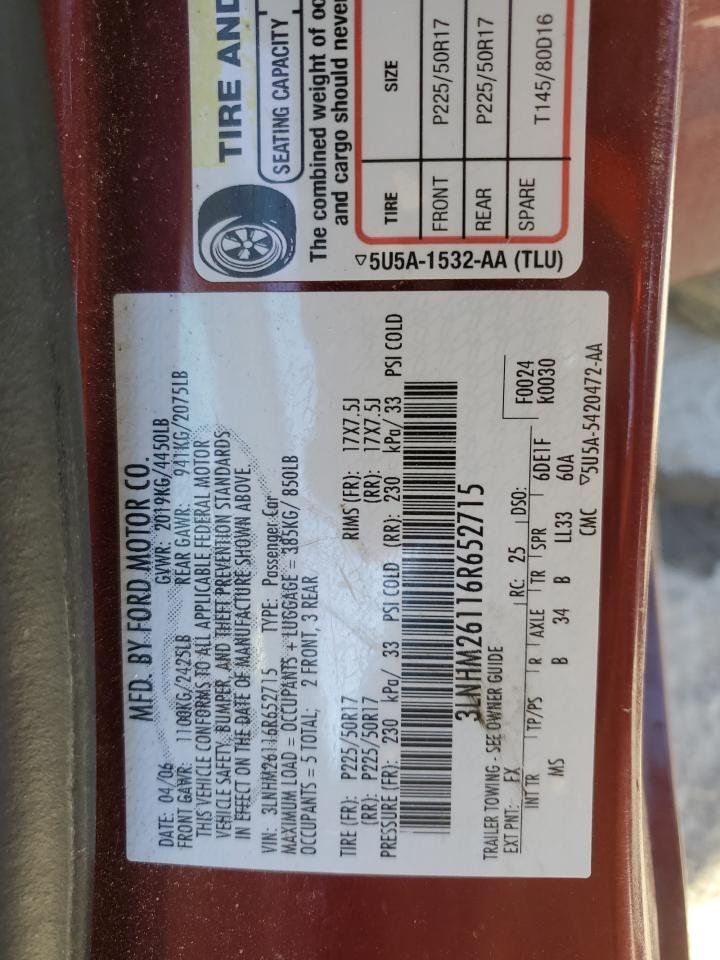 MFD. BY FORD MOTOR CO.
DATE: 04/06 GVWR: 2019KG/4450LB
FRONT GAWR: 1100KG/2425LB REAR GAWR: 941KG/2075LB
THIS VEHICLE CONFORMS TO ALL APPLICABLE FEDERAL MOTOR
VEHICLE SAFETY, BUMPER, AND THEFT PREVENTION STANDARDS
IN EFFECT ON THE DATE OF MANUFACTURE SHOWN ABOVE.
VIN: 3LNHM26116R652715 TYPE: Passenger Car
MAXIMUM LOAD = OCCUPANTS + LUGGAGE = 385KG/ 850LB
OCCUPANTS = 5 TOTAL; 2 FRONT, 3 REAR
TIRE (FR): P225/50R17 RIMS (FR): 17X7.5J
(RR): P225/50R17 (RR): 17X7.5J
PRESSURE (FR): 230 kPa/ 33 PSI COLD (RR): 230 kPa/ 33 PSI COLD
3LNHM26116R652715
TRAILER TOWING - SEE OWNER GUIDE
EXT PNT: FX RC: 25 DSO: F0024
INT TR TP/PS R AXLE TR SPR 6DE1F K0030
MS B 34 B LL33 60A
CMC ▽5U5A-5420472-AA
TIRE AND
SEATING CAPACITY
The combined weight of oc
and cargo should never
TIRE SIZE
FRONT P225/50R17
REAR P225/50R17
SPARE T145/80D16
▽5U5A-1532-AA (TLU)